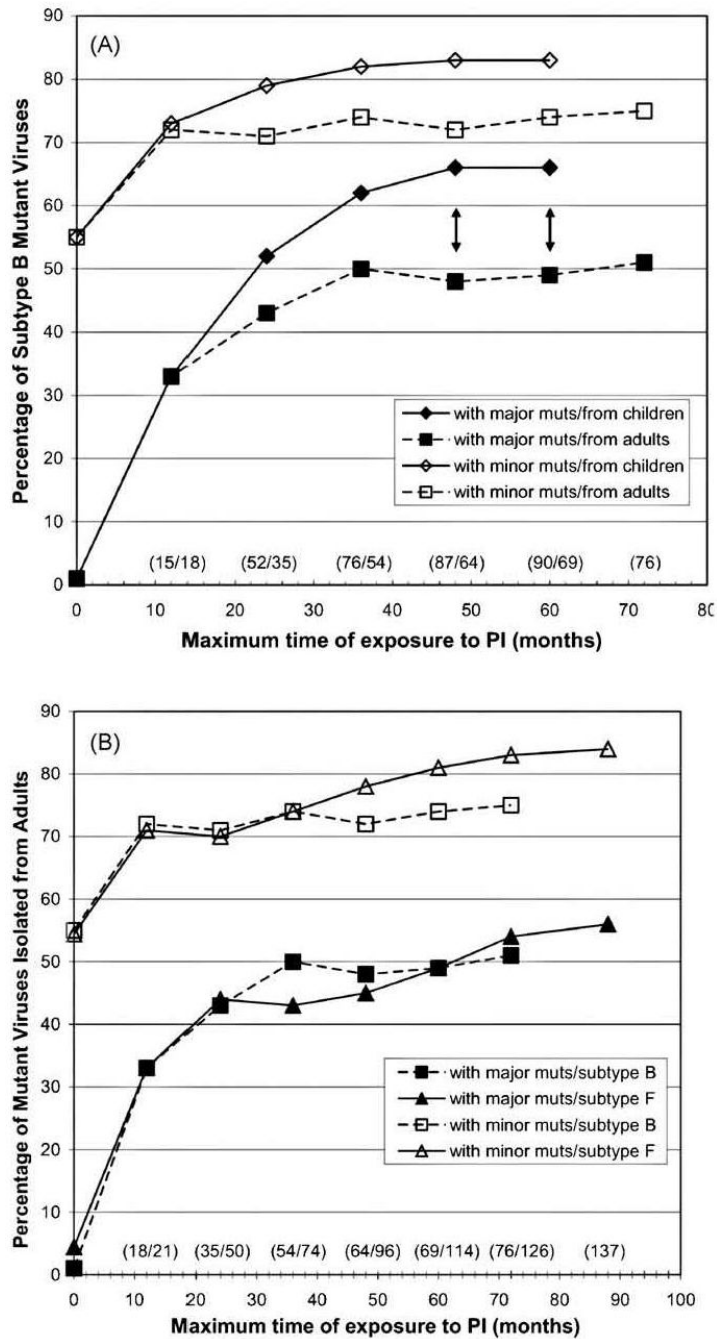 (A)
Percentage of Subtype B Mutant Viruses
90
80
70
60
50
40
30
20
10
0
with major muts/from children
with major muts/from adults
with minor muts/from children
with minor muts/from adults
(15/18) (52/35) (76/54) (87/64) (90/69) (76)
0 10 20 30 40 50 60 70 80
Maximum time of exposure to PI (months)
(B)
Percentage of Mutant Viruses Isolated from Adults
90
80
70
60
50
40
30
20
10
0
with major muts/subtype B
with major muts/subtype F
with minor muts/subtype B
with minor muts/subtype F
(18/21) (35/50) (54/74) (64/96) (69/114) (76/126) (137)
0 10 20 30 40 50 60 70 80 90 100
Maximum time of exposure to PI (months)